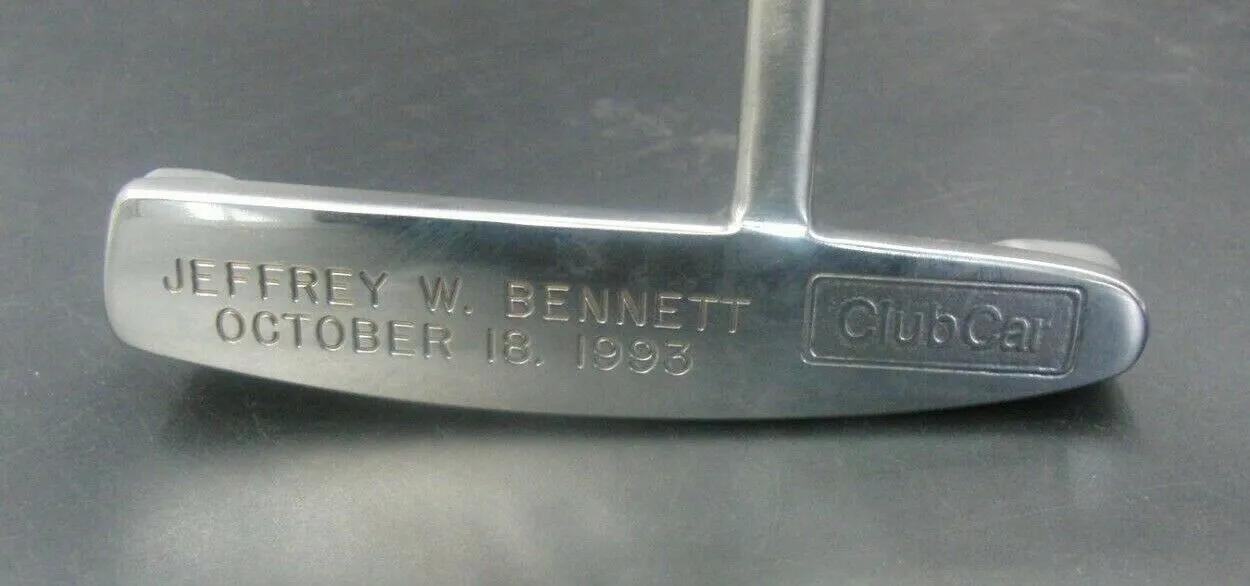 JEFFREY W. BENNETT
OCTOBER 18, 1993
ClubCar